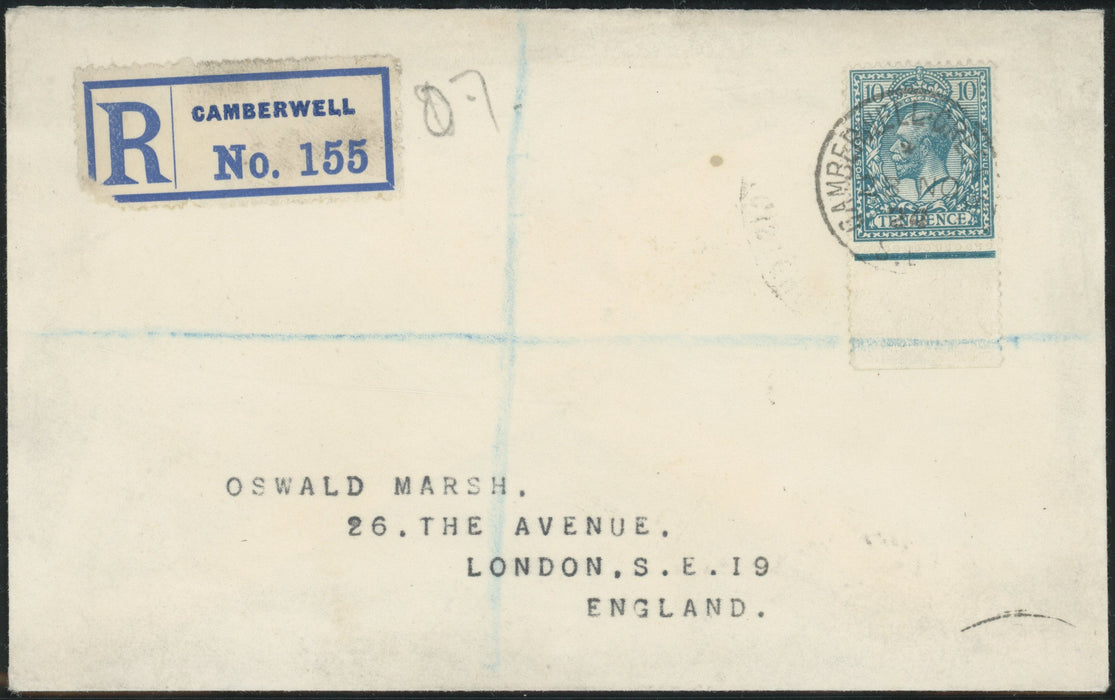 R
CAMBERWELL
No. 155
10 10
TENPENCE
OSWALD MARSH.
26. THE AVENUE.
LONDON, S.E. 19
ENGLAND.